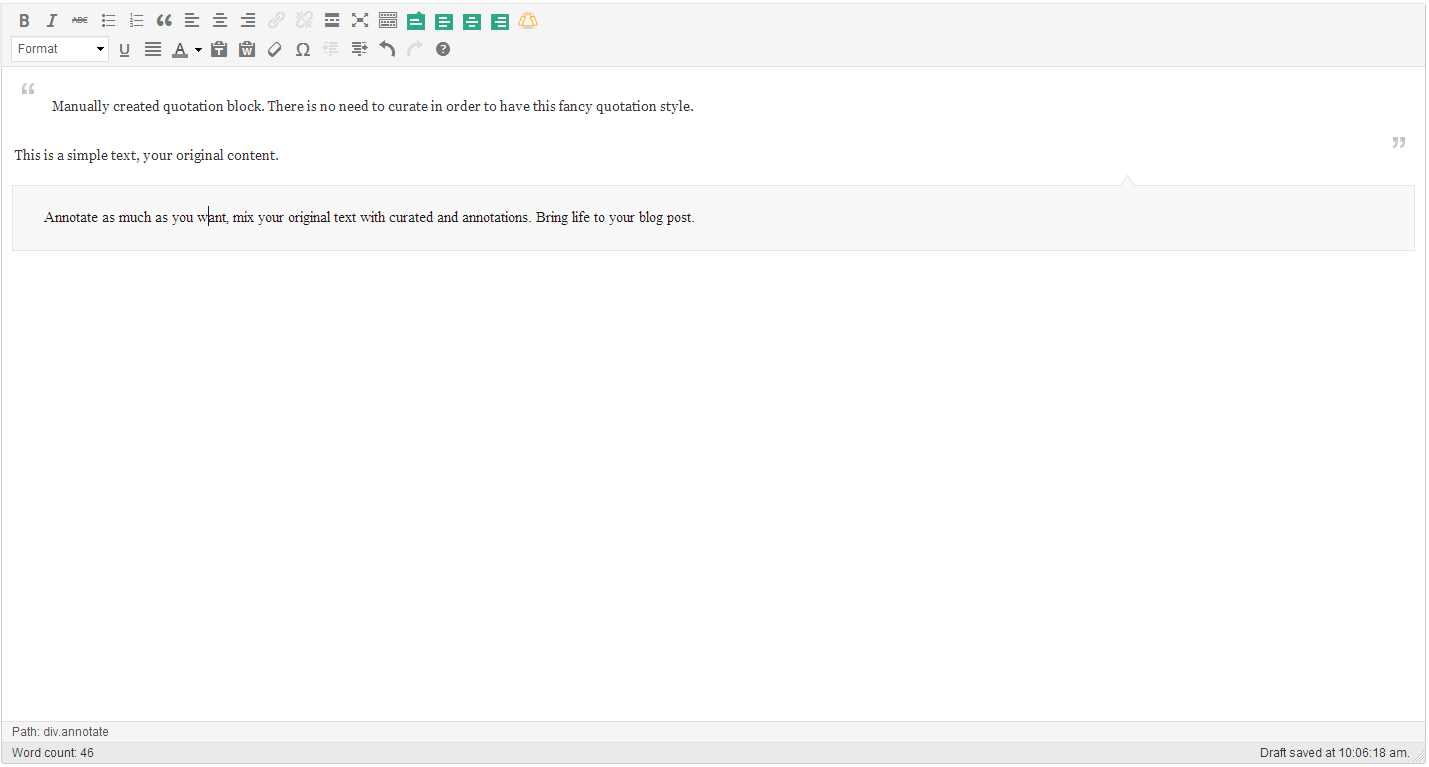 B I ABC
Format U A T W Ω ?
“
Manually created quotation block. There is no need to curate in order to have this fancy quotation style.
”
This is a simple text, your original content.
Annotate as much as you want, mix your original text with curated and annotations. Bring life to your blog post.
Path: div.annotate
Word count: 46 Draft saved at 10:06:18 am.